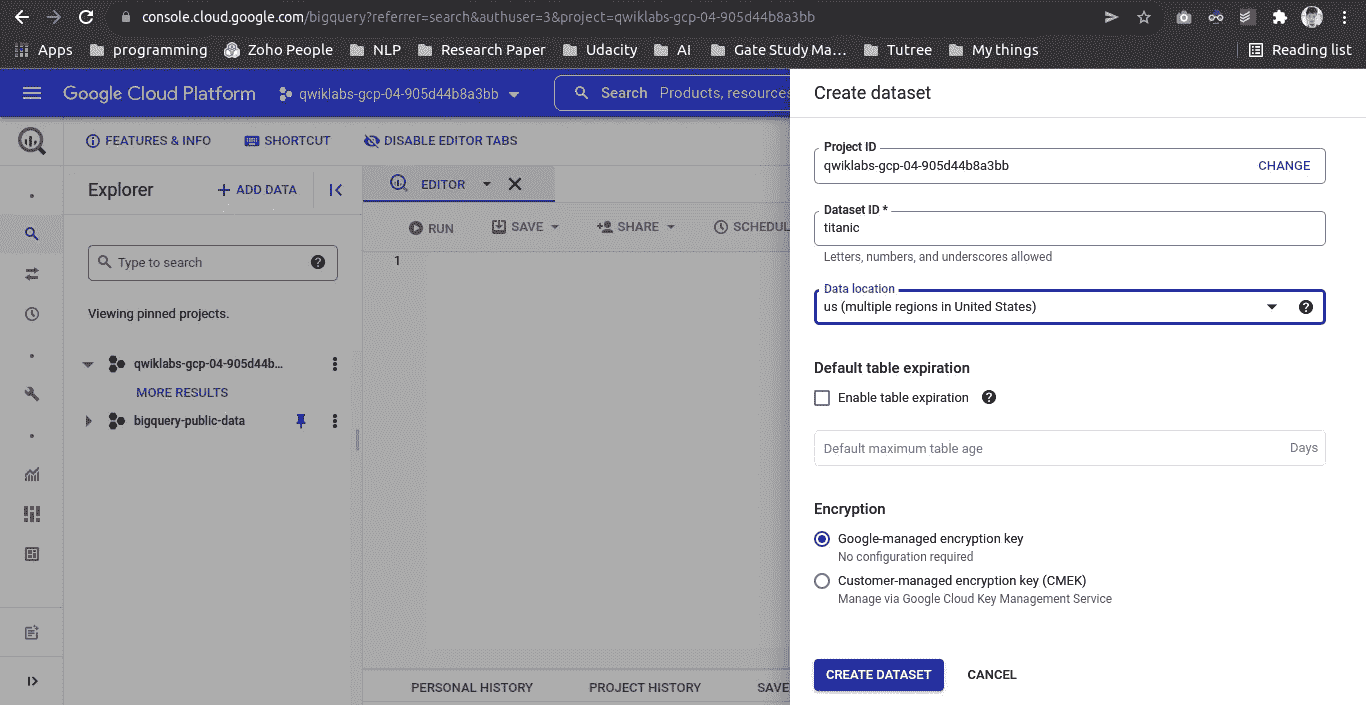 console.cloud.google.com/bigquery?referrer=search&authuser=3&project=qwiklabs-gcp-04-905d44b8a3bb
Apps programming Zoho People NLP Research Paper Udacity AI Gate Study Ma... Tutree My things Reading list
Google Cloud Platform qwiklabs-gcp-04-905d44b8a3bb Search Products, resources
Create dataset
FEATURES & INFO SHORTCUT DISABLE EDITOR TABS
Explorer + ADD DATA
EDITOR
RUN SAVE SHARE SCHEDUL
1
Type to search
Viewing pinned projects.
qwiklabs-gcp-04-905d44b...
MORE RESULTS
bigquery-public-data
PERSONAL HISTORY PROJECT HISTORY SAVE
Project ID
qwiklabs-gcp-04-905d44b8a3bb CHANGE
Dataset ID *
titanic
Letters, numbers, and underscores allowed
Data location
us (multiple regions in United States)
Default table expiration
Enable table expiration
Default maximum table age Days
Encryption
Google-managed encryption key
No configuration required
Customer-managed encryption key (CMEK)
Manage via Google Cloud Key Management Service
CREATE DATASET CANCEL